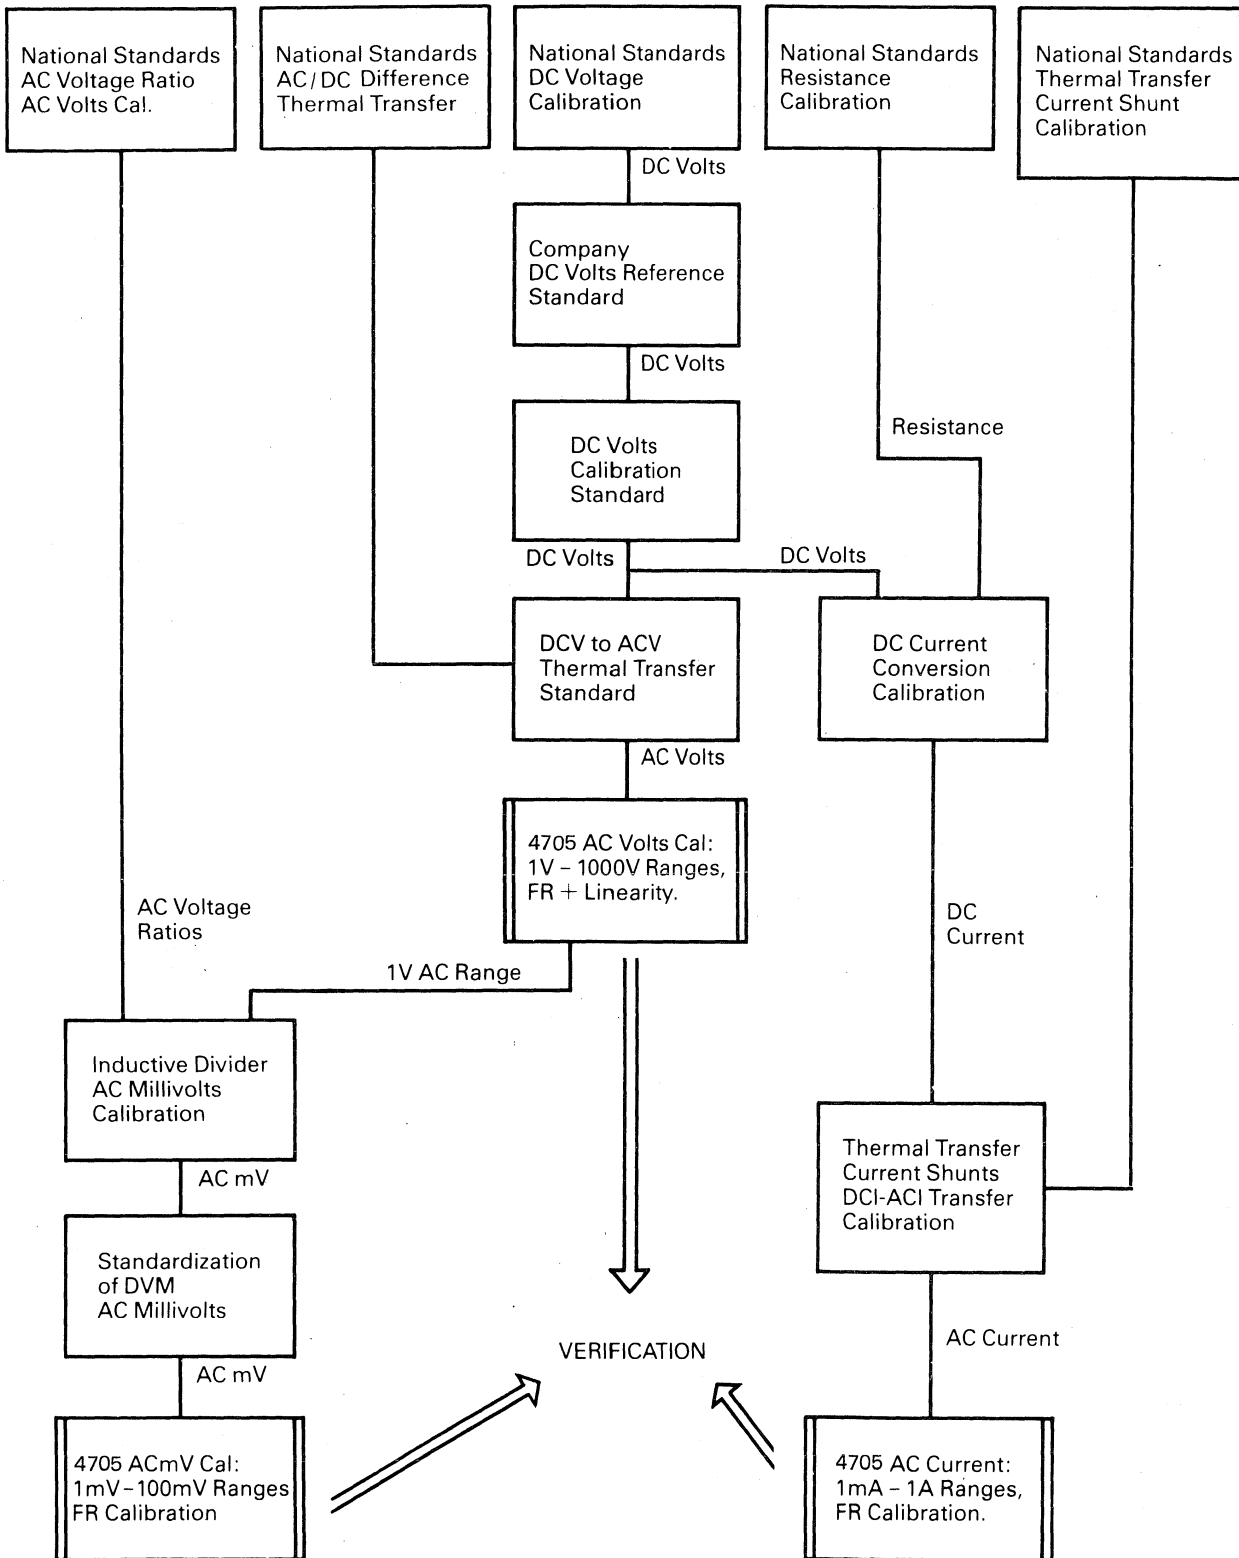 National Standards
AC Voltage Ratio
AC Volts Cal.
National Standards
AC/DC Difference
Thermal Transfer
National Standards
DC Voltage
Calibration
National Standards
Resistance
Calibration
National Standards
Thermal Transfer
Current Shunt
Calibration
DC Volts
Company
DC Volts Reference
Standard
DC Volts
DC Volts
Calibration
Standard
Resistance
DC Volts
DC Volts
DCV to ACV
Thermal Transfer
Standard
DC Current
Conversion
Calibration
AC Volts
4705 AC Volts Cal:
1V – 1000V Ranges,
FR + Linearity.
AC Voltage
Ratios
DC
Current
1V AC Range
Inductive Divider
AC Millivolts
Calibration
Thermal Transfer
Current Shunts
DCI-ACI Transfer
Calibration
AC mV
Standardization
of DVM
AC Millivolts
AC Current
VERIFICATION
AC mV
4705 ACmV Cal:
1mV–100mV Ranges
FR Calibration
4705 AC Current:
1mA – 1A Ranges,
FR Calibration.